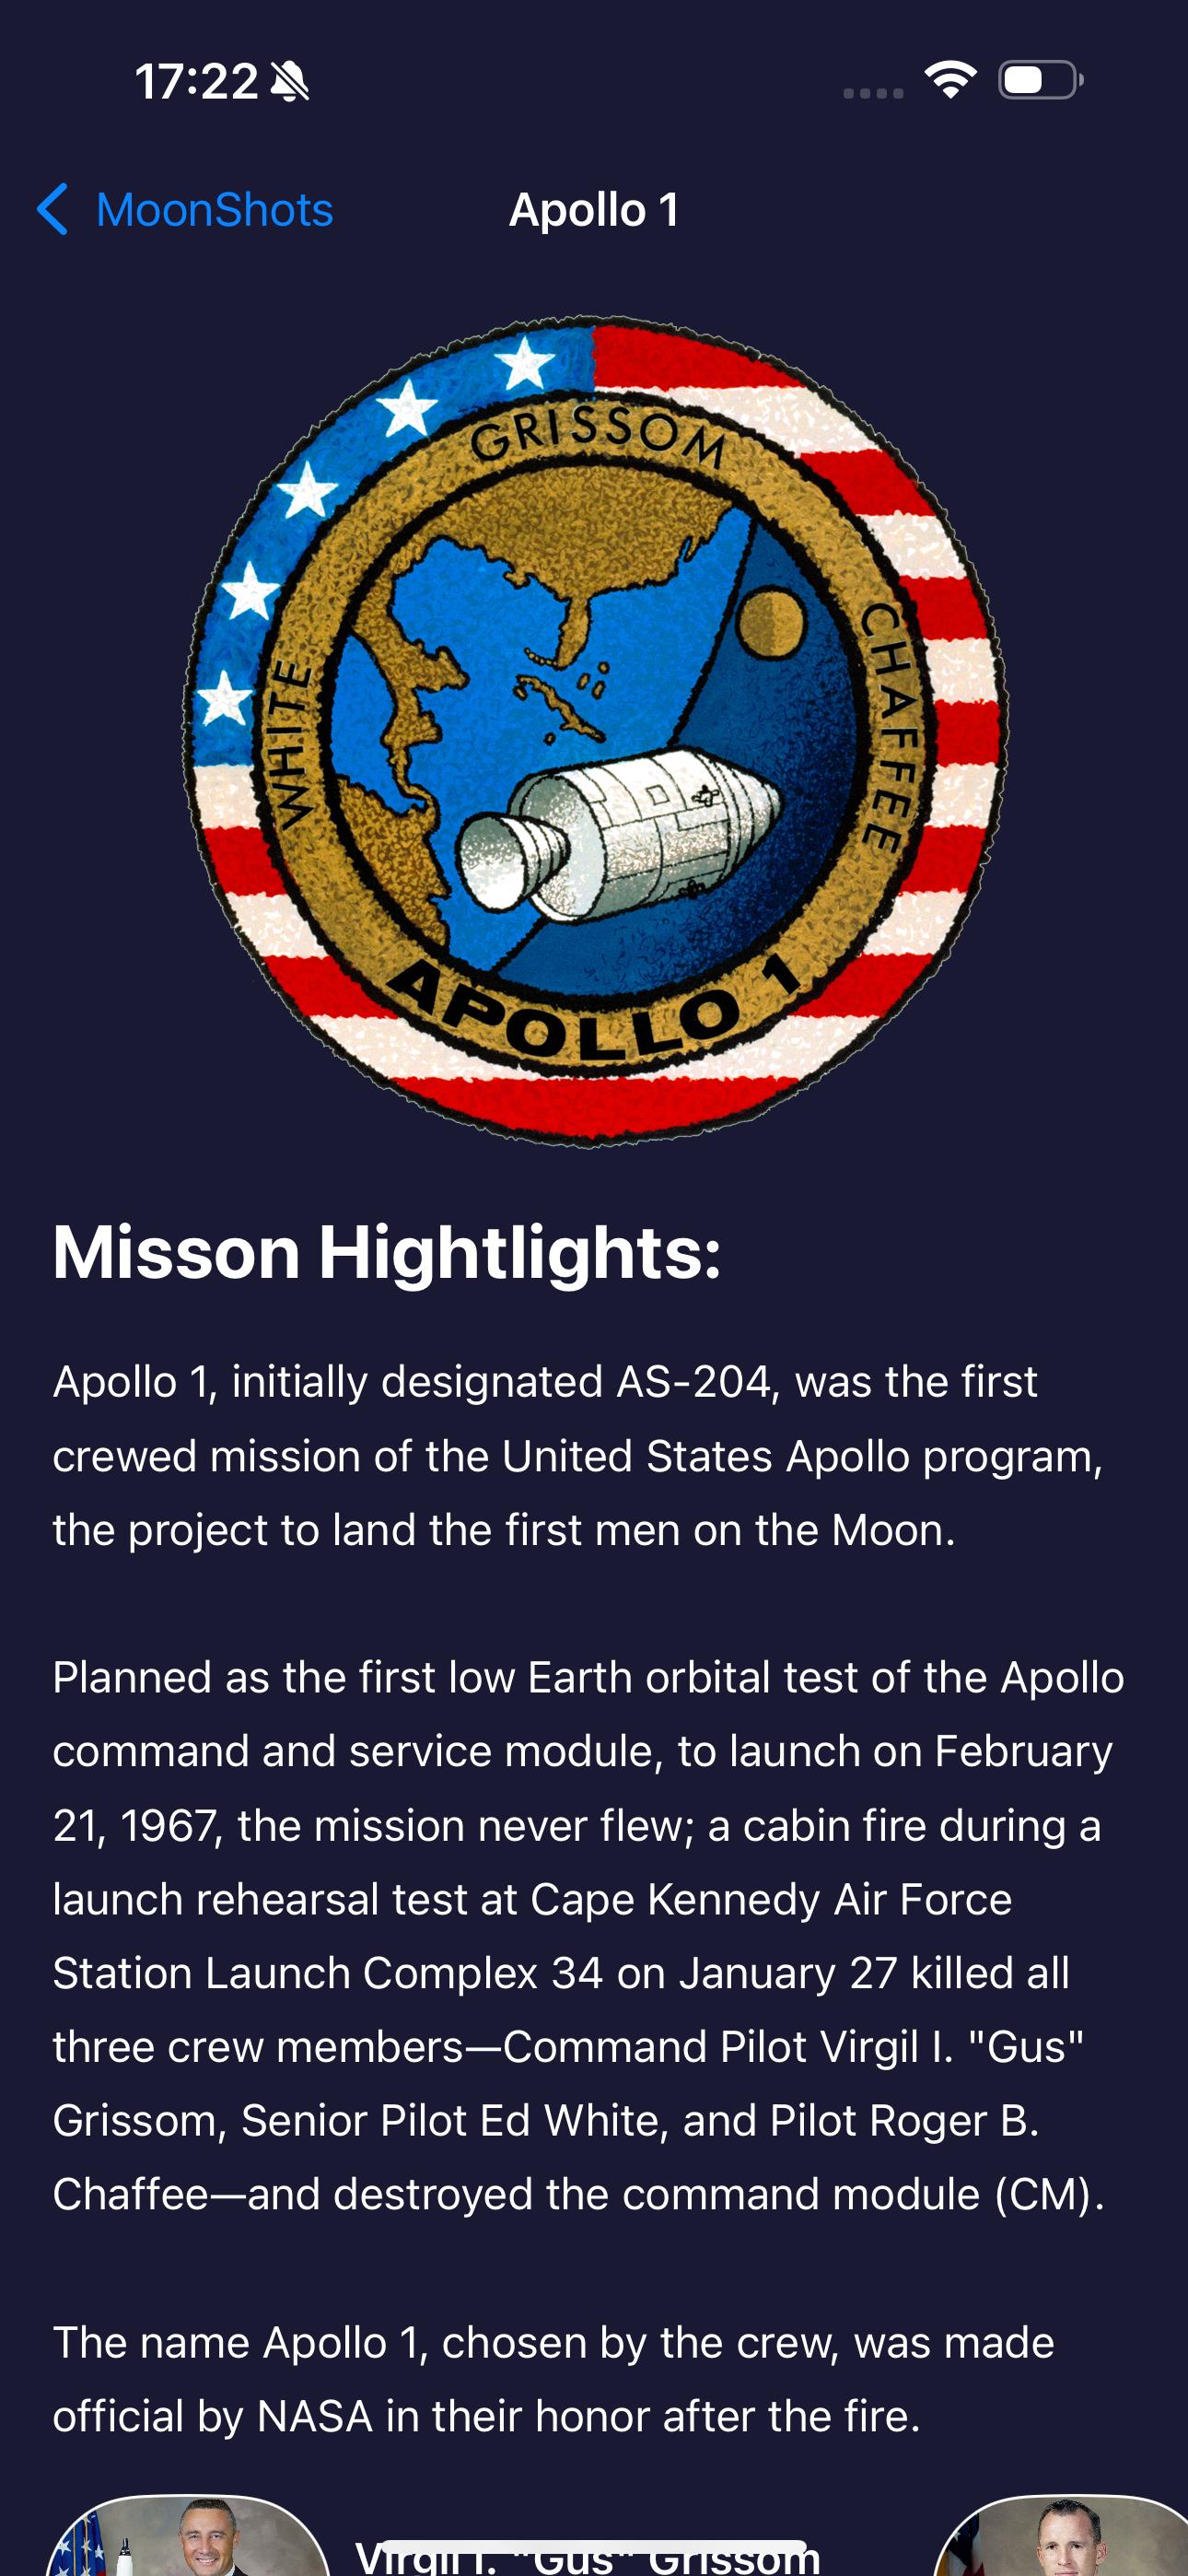 17:22
MoonShots
Apollo 1
GRISSOM
WHITE
CHAFFEE
APOLLO 1
Misson Hightlights:
Apollo 1, initially designated AS-204, was the first
crewed mission of the United States Apollo program,
the project to land the first men on the Moon.
Planned as the first low Earth orbital test of the Apollo
command and service module, to launch on February
21, 1967, the mission never flew; a cabin fire during a
launch rehearsal test at Cape Kennedy Air Force
Station Launch Complex 34 on January 27 killed all
three crew members—Command Pilot Virgil I. "Gus"
Grissom, Senior Pilot Ed White, and Pilot Roger B.
Chaffee—and destroyed the command module (CM).
The name Apollo 1, chosen by the crew, was made
official by NASA in their honor after the fire.
Virgil I. "Gus" Grissom